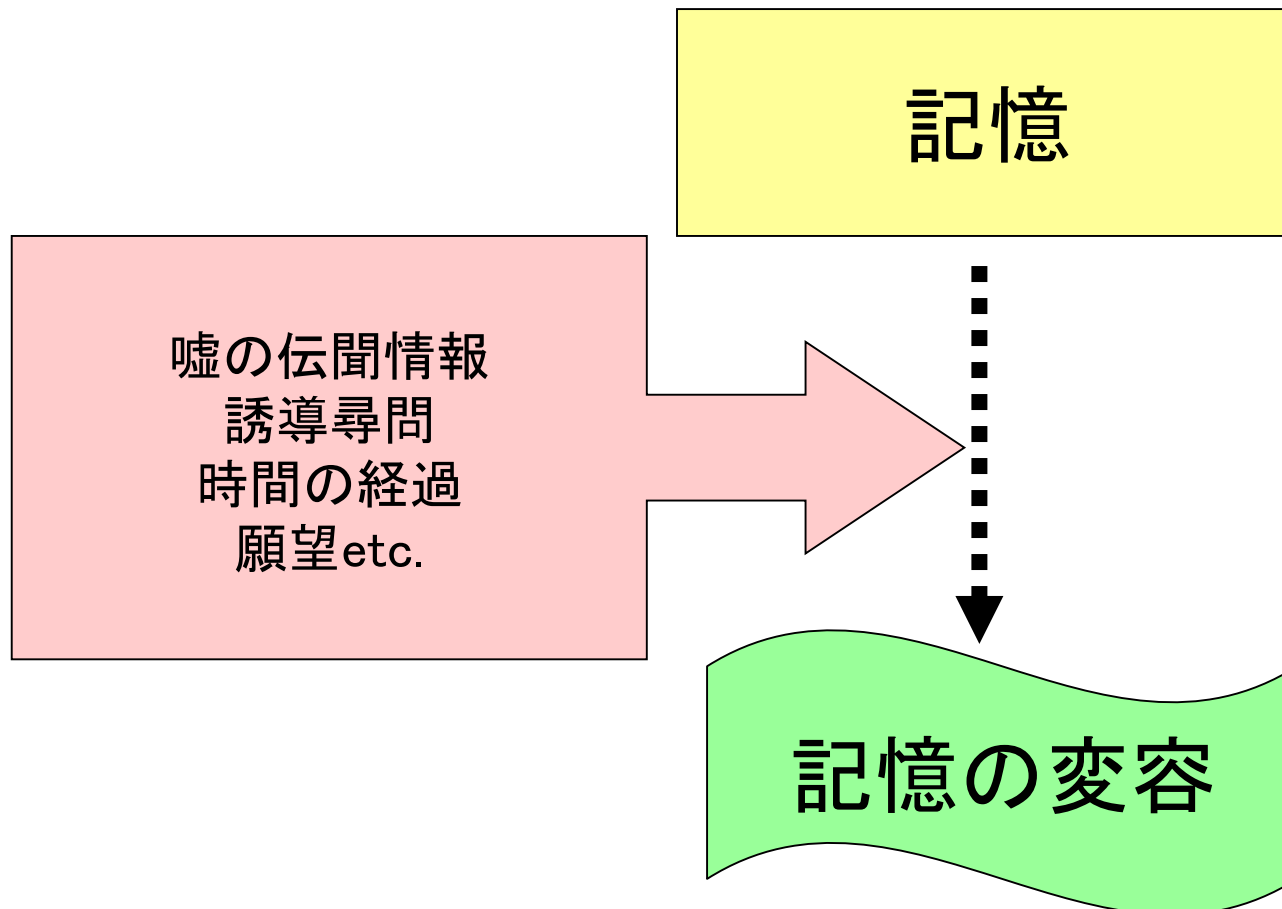 記憶
嘘の伝聞情報
誘導尋問
時間の経過
願望etc.
記憶の変容